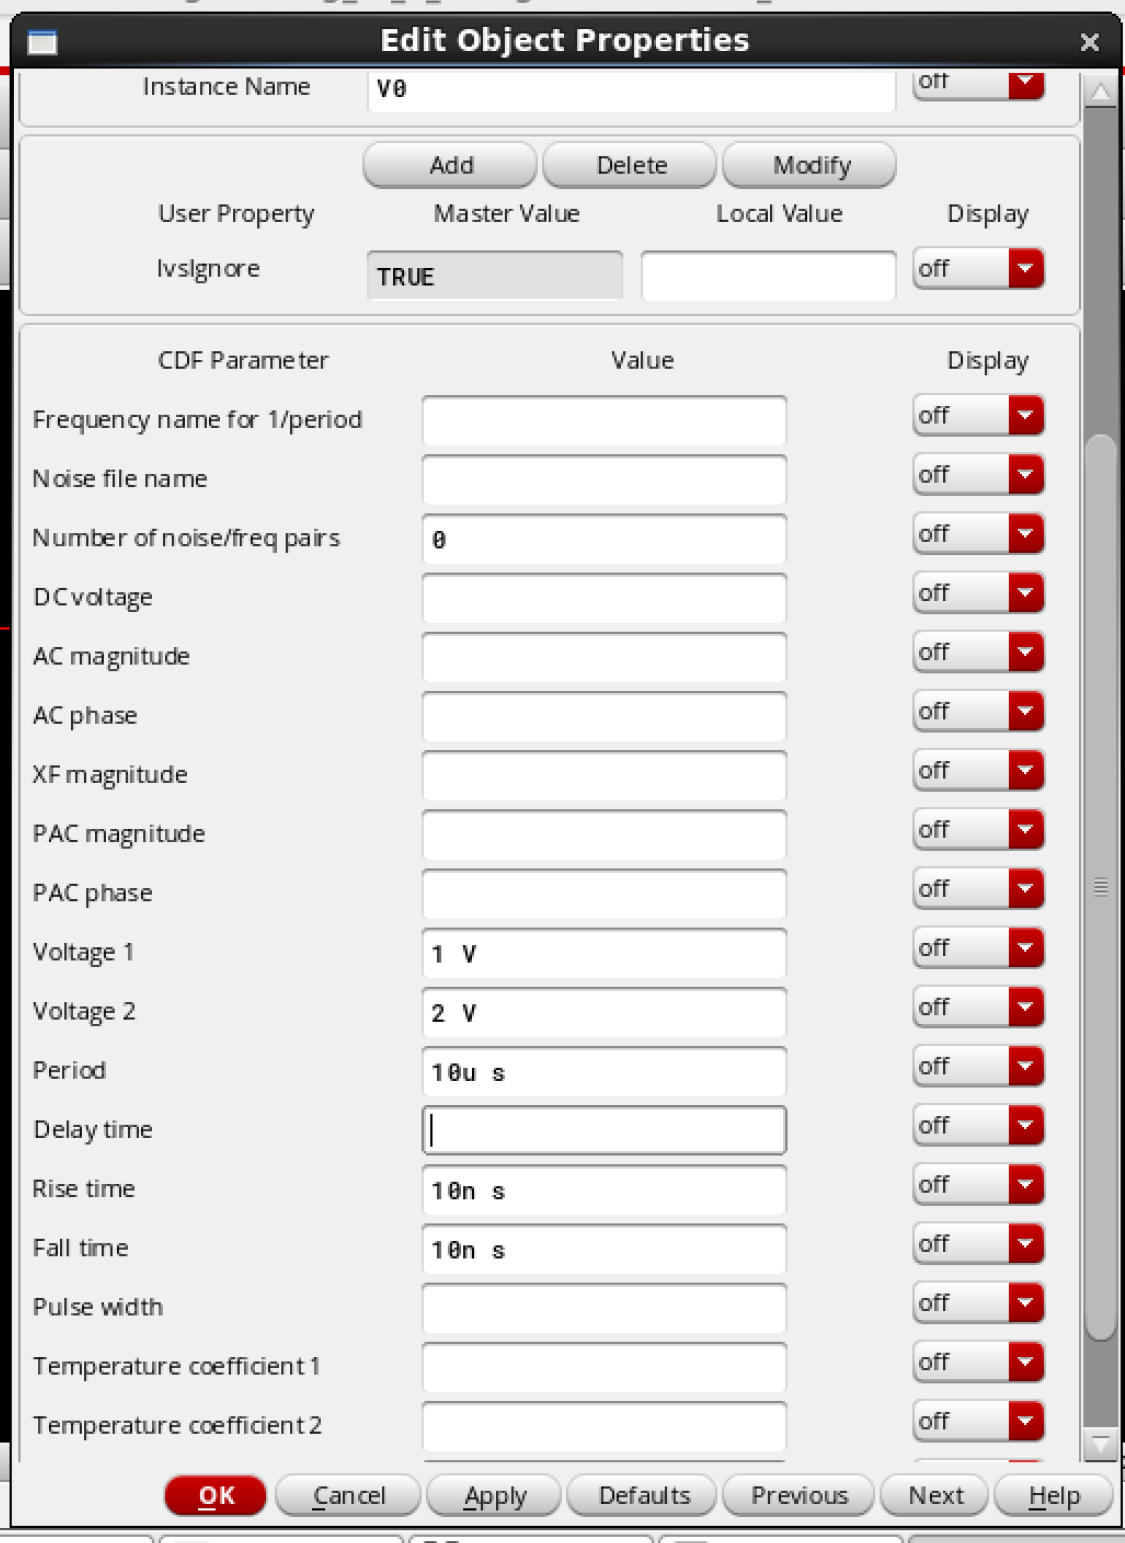 Edit Object Properties
Instance Name V0 off
Add Delete Modify
User Property Master Value Local Value Display
lvsIgnore TRUE off
CDF Parameter Value Display
Frequency name for 1/period off
Noise file name off
Number of noise/freq pairs 0 off
DC voltage off
AC magnitude off
AC phase off
XF magnitude off
PAC magnitude off
PAC phase off
Voltage 1 1 V off
Voltage 2 2 V off
Period 10u s off
Delay time off
Rise time 10n s off
Fall time 10n s off
Pulse width off
Temperature coefficient 1 off
Temperature coefficient 2 off
OK Cancel Apply Defaults Previous Next Help